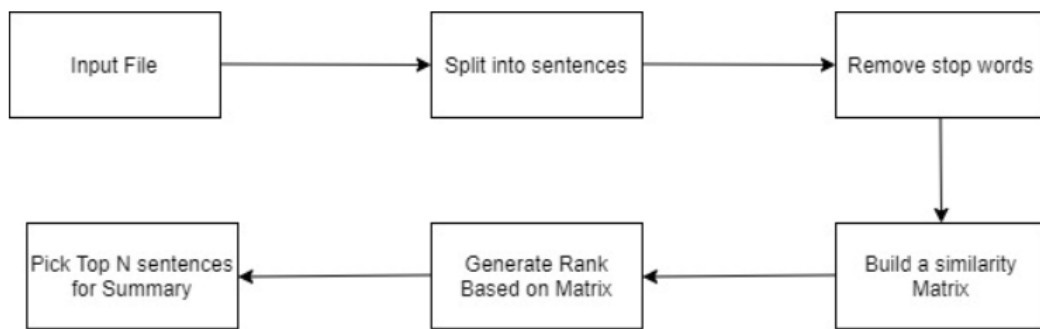 Input File
Split into sentences
Remove stop words
Build a similarity
Matrix
Generate Rank
Based on Matrix
Pick Top N sentences
for Summary